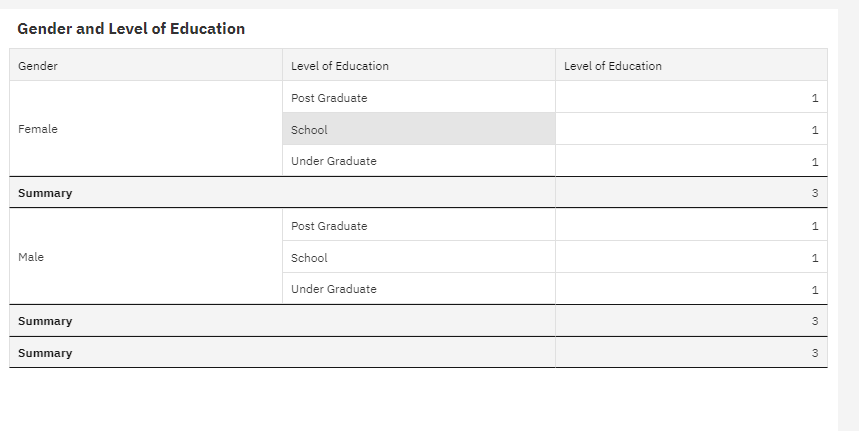 Gender and Level of Education
Gender Level of Education Level of Education
Female
Post Graduate 1
School 1
Under Graduate 1
Summary 3
Male
Post Graduate 1
School 1
Under Graduate 1
Summary 3
Summary 3